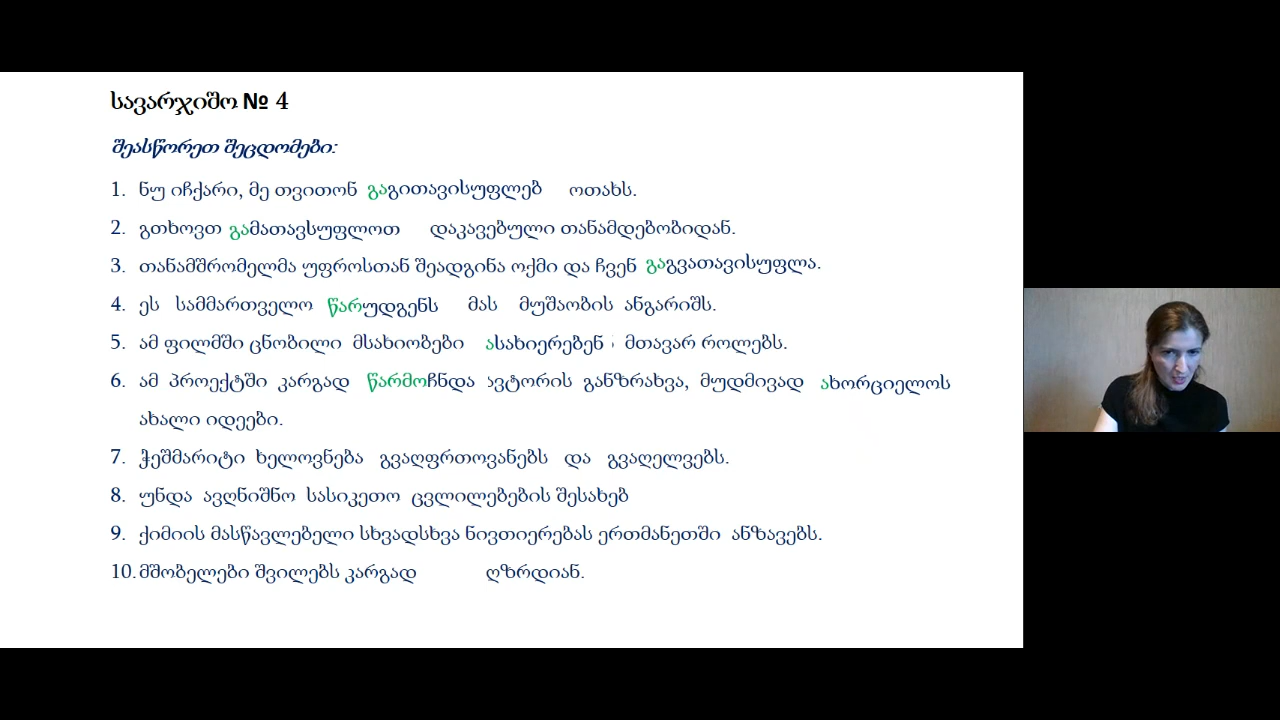 სავარჯიშო № 4
შეასწორეთ შეცდომები:
1. ნუ იჩქარი, მე თვითონ გაგითავისუფლებ ოთახს.
2. გთხოვთ გამათავსუფლოთ დაკავებული თანამდებობიდან.
3. თანამშრომელმა უფროსთან შეადგინა ოქმი და ჩვენ გაგვათავისუფლა.
4. ეს სამმართველო წარუდგენს მას მუშაობის ანგარიშს.
5. ამ ფილმში ცნობილი მსახიობები ასახიერებენ მთავარ როლებს.
6. ამ პროექტში კარგად წარმოჩნდა ავტორის განზრახვა, მუდმივად ახორციელოს
ახალი იდეები.
7. ჭეშმარიტი ხელოვნება გვაღფრთოვანებს და გვაღელვებს.
8. უნდა ავღნიშნო სასიკეთო ცვლილებების შესახებ
9. ქიმიის მასწავლებელი სხვადსხვა ნივთიერებას ერთმანეთში ანზავებს.
10. მშობელები შვილებს კარგად ღზრდიან.